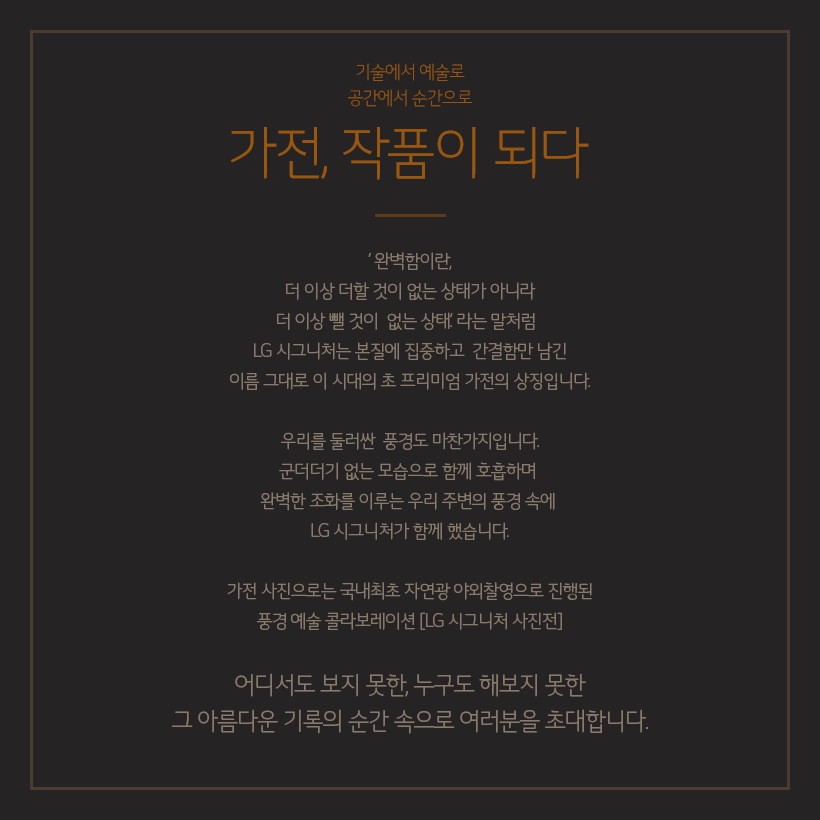 기술에서 예술로
공간에서 순간으로
가전, 작품이 되다
‘ 완벽함이란,
더 이상 더할 것이 없는 상태가 아니라
더 이상 뺄 것이 없는 상태’ 라는 말처럼
LG 시그니처는 본질에 집중하고 간결함만 남긴
이름 그대로 이 시대의 초 프리미엄 가전의 상징입니다.
우리를 둘러싼 풍경도 마찬가지입니다.
군더더기 없는 모습으로 함께 호흡하며
완벽한 조화를 이루는 우리 주변의 풍경 속에
LG 시그니처가 함께 했습니다.
가전 사진으로는 국내최초 자연광 야외촬영으로 진행된
풍경 예술 콜라보레이션 [LG 시그니처 사진전]
어디서도 보지 못한, 누구도 해보지 못한
그 아름다운 기록의 순간 속으로 여러분을 초대합니다.